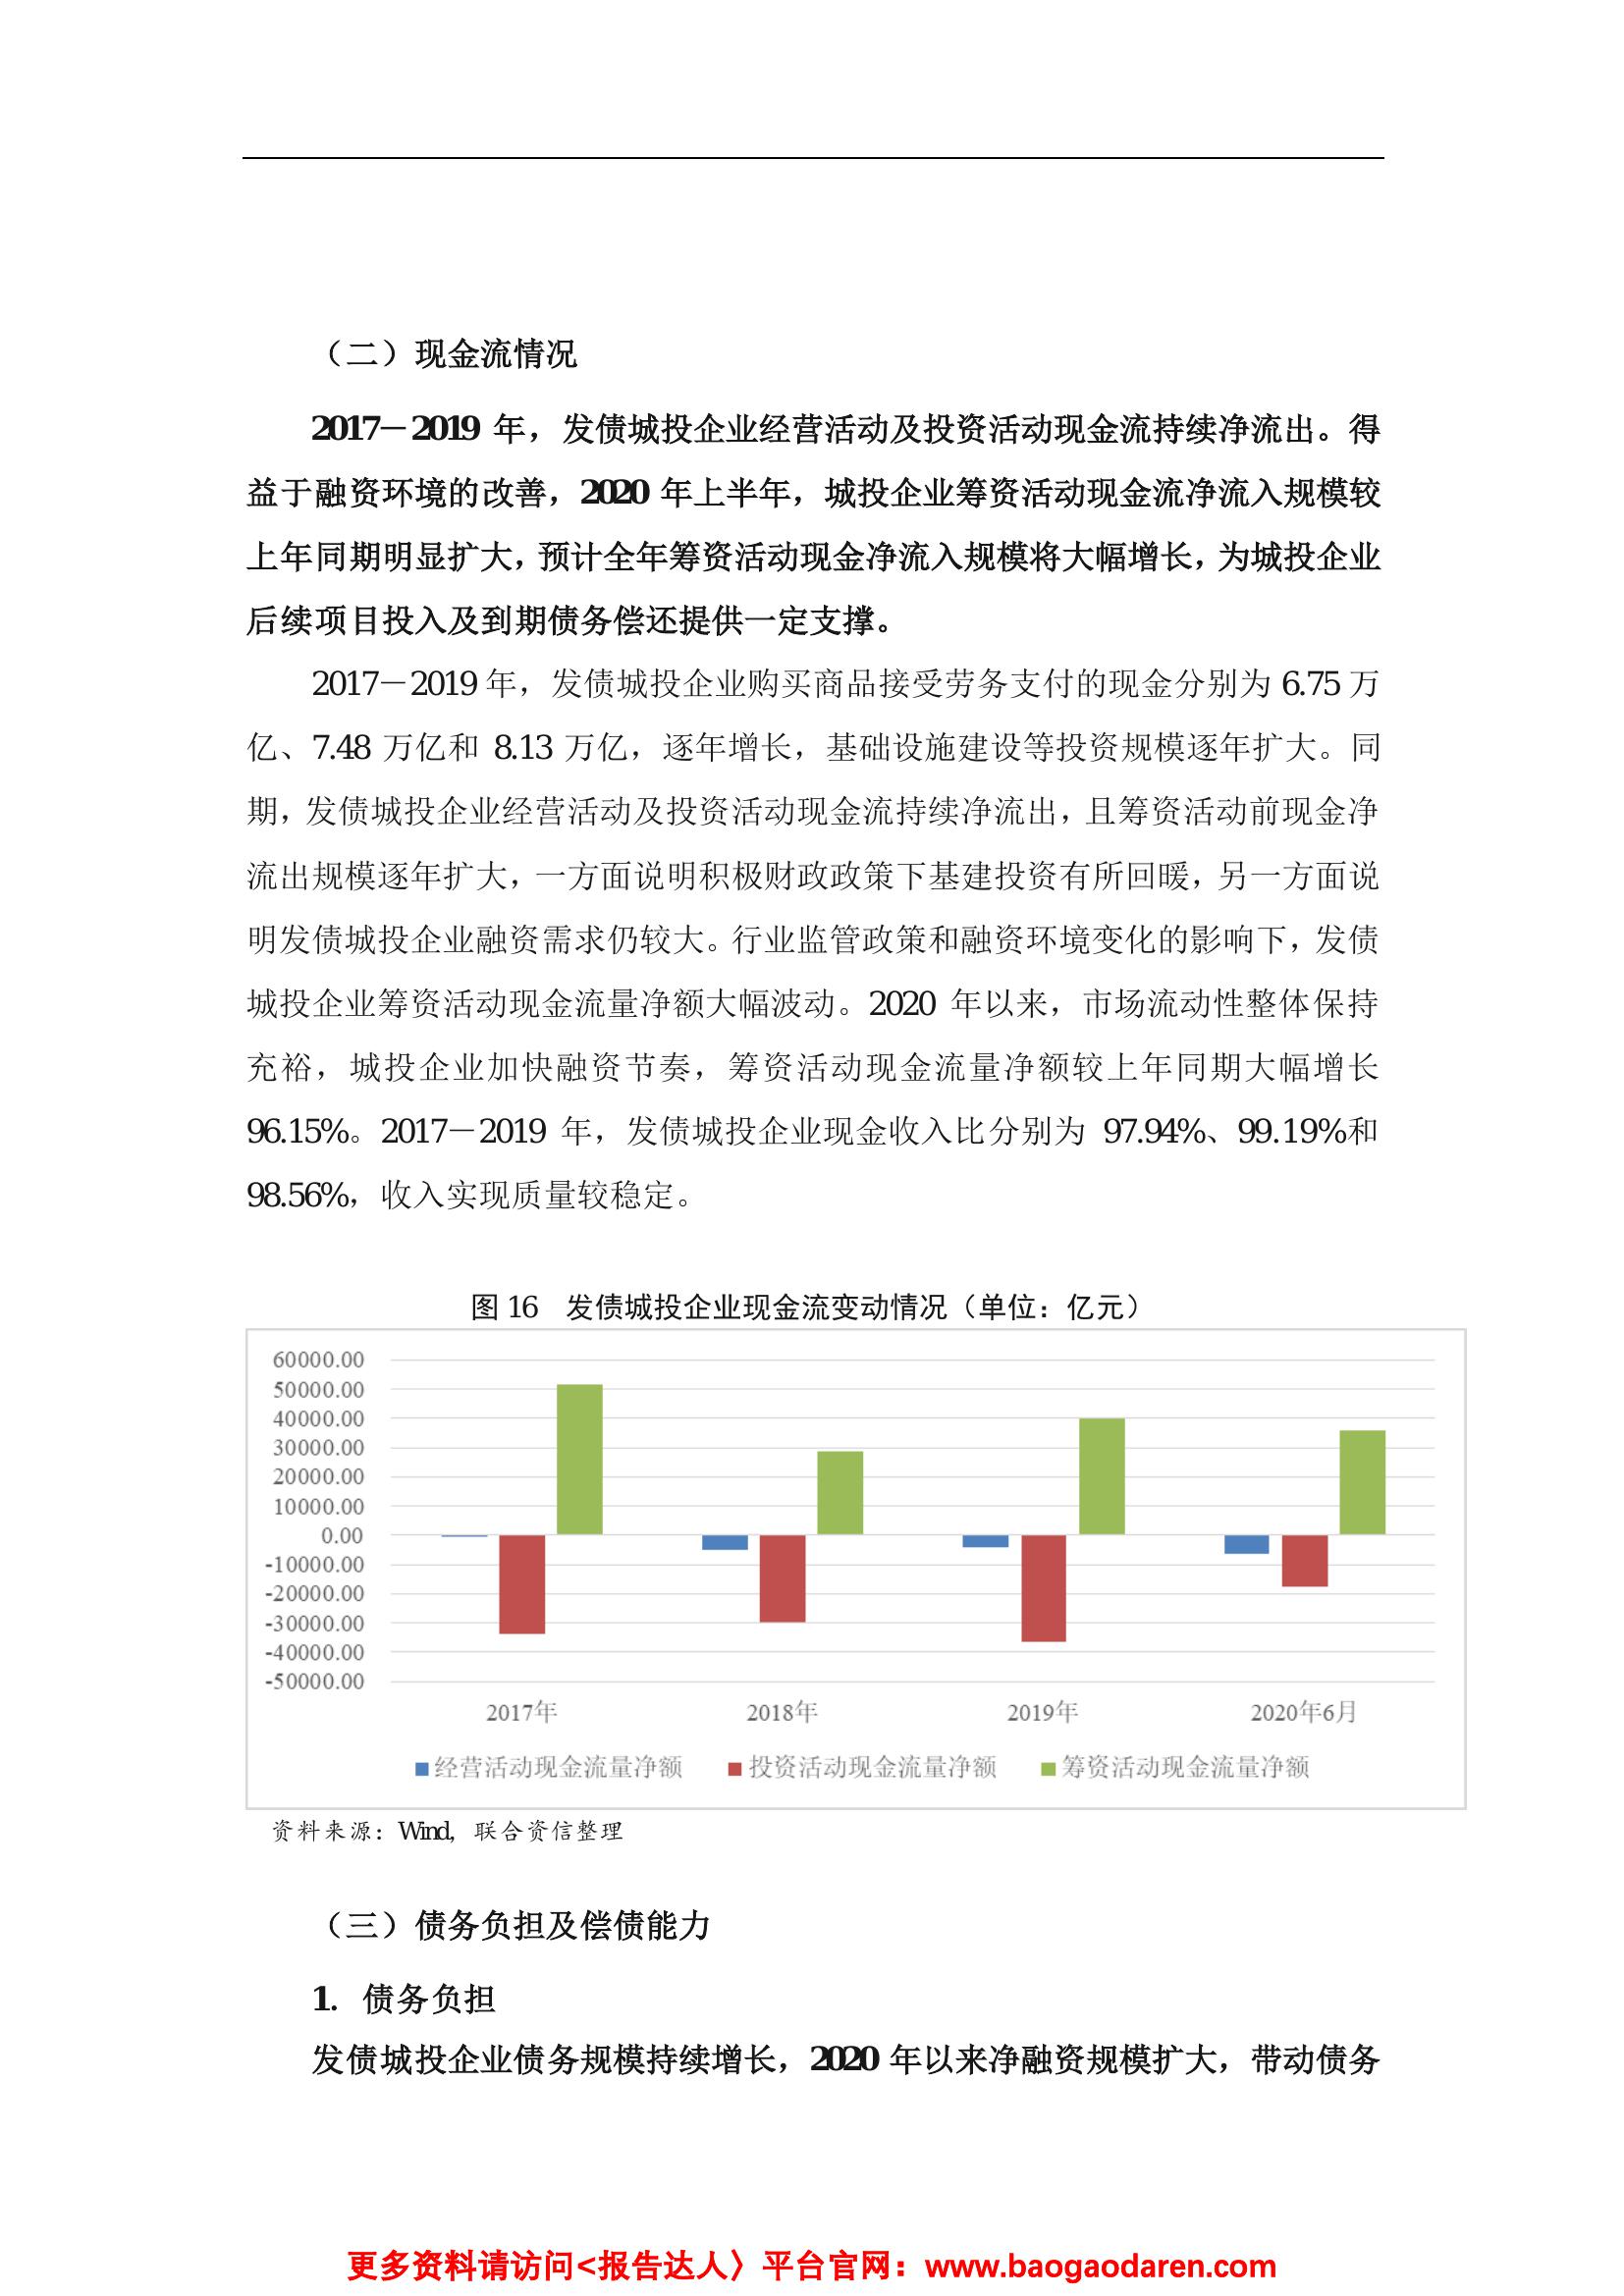 （二）现金流情况
2017－2019 年，发债城投企业经营活动及投资活动现金流持续净流出。得
益于融资环境的改善，2020 年上半年，城投企业筹资活动现金流净流入规模较
上年同期明显扩大，预计全年筹资活动现金净流入规模将大幅增长，为城投企业
后续项目投入及到期债务偿还提供一定支撑。
2017－2019 年，发债城投企业购买商品接受劳务支付的现金分别为 6.75 万
亿、7.48 万亿和 8.13 万亿，逐年增长，基础设施建设等投资规模逐年扩大。同
期，发债城投企业经营活动及投资活动现金流持续净流出，且筹资活动前现金净
流出规模逐年扩大，一方面说明积极财政政策下基建投资有所回暖，另一方面说
明发债城投企业融资需求仍较大。行业监管政策和融资环境变化的影响下，发债
城投企业筹资活动现金流量净额大幅波动。2020 年以来，市场流动性整体保持
充裕，城投企业加快融资节奏，筹资活动现金流量净额较上年同期大幅增长
96.15%。2017－2019 年，发债城投企业现金收入比分别为 97.94%、99.19%和
98.56%，收入实现质量较稳定。
图 16 发债城投企业现金流变动情况（单位：亿元）
60000.00
50000.00
40000.00
30000.00
20000.00
10000.00
0.00
-10000.00
-20000.00
-30000.00
-40000.00
-50000.00
2017年 2018年 2019年 2020年6月
经营活动现金流量净额 投资活动现金流量净额 筹资活动现金流量净额
资料来源：Wind，联合资信整理
（三）债务负担及偿债能力
1. 债务负担
发债城投企业债务规模持续增长，2020 年以来净融资规模扩大，带动债务
更多资料请访问<报告达人〉平台官网：www.baogaodaren.com